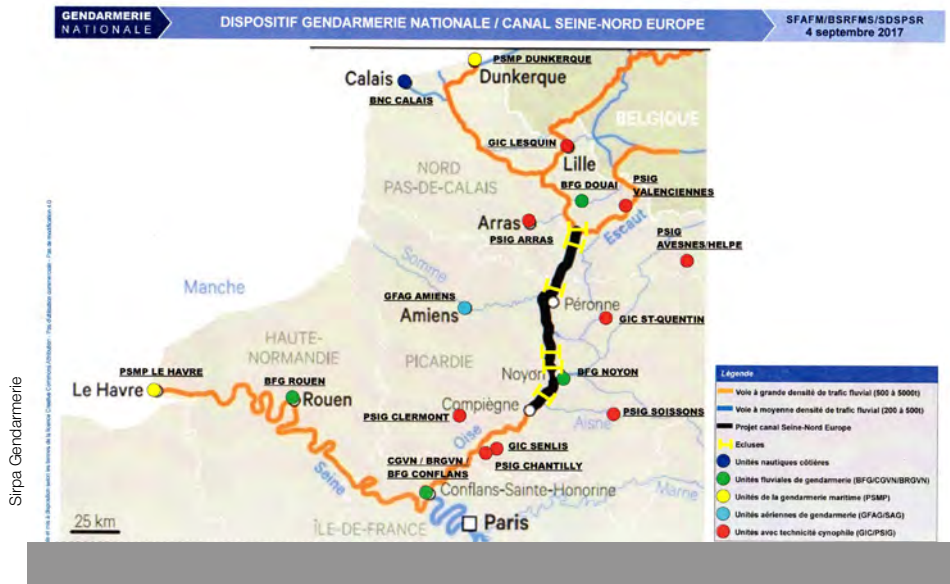 GENDARMERIE
NATIONALE
DISPOSITIF GENDARMERIE NATIONALE / CANAL SEINE-NORD EUROPE
SFAFM/BSRFMS/SDSPSR
4 septembre 2017
PSMP DUNKERQUE
Dunkerque
Calais
BNC CALAIS
BELGIQUE
GIC LESQUIN
Lille
NORD
PAS-DE-CALAIS
BFG DOUAI
PSIG
VALENCIENNES
Arras
PSIG ARRAS
Escaut
PSIG
AVESNES/HELPE
Somme
Manche
GFAG AMIENS
Amiens
Péronne
GIC ST-QUENTIN
HAUTE-
NORMANDIE
PICARDIE
PSMP LE HAVRE
Le Havre
BFG ROUEN
Rouen
Noyon
BFG NOYON
Compiègne
PSIG CLERMONT
Oise
Aisne
PSIG SOISSONS
GIC SENLIS
PSIG CHANTILLY
CGVN / BRGVN /
BFG CONFLANS
Conflans-Sainte-Honorine
Seine
Marne
Paris
ÎLE-DE-FRANCE
25 km
Légende
Voie à grande densité de trafic fluvial (500 à 5000t)
Voie à moyenne densité de trafic fluvial (200 à 500t)
Projet canal Seine-Nord Europe
Ecluses
Unités nautiques côtières
Unités fluviales de gendarmerie (BFG/CGVN/BRGVN)
Unités de la gendarmerie maritime (PSMP)
Unités aériennes de gendarmerie (GFAG/SAG)
Unités avec technicité cynophile (GIC/PSIG)
Sirpa Gendarmerie